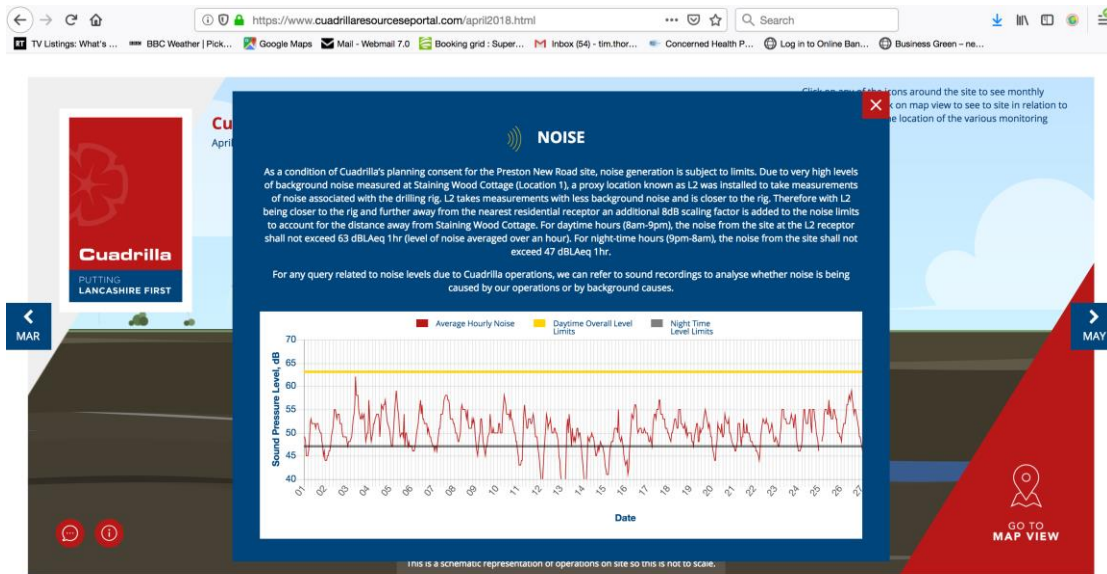 https://www.cuadrillaresourceseportal.com/april2018.html
Search
TV Listings: What's ...
BBC Weather | Pick...
Google Maps
Mail - Webmail 7.0
Booking grid : Super...
Inbox (54) - tim.thor...
Concerned Health P...
Log in to Online Ban...
Business Green – ne...
Click on any of the icons around the site to see monthly
k on map view to see to site in relation to
e location of the various monitoring
Cu
April
Cuadrilla
PUTTING
LANCASHIRE FIRST
NOISE
As a condition of Cuadrilla's planning consent for the Preston New Road site, noise generation is subject to limits. Due to very high levels
of background noise measured at Staining Wood Cottage (Location 1), a proxy location known as L2 was installed to take measurements
of noise associated with the drilling rig. L2 takes measurements with less background noise and is closer to the rig. Therefore with L2
being closer to the rig and further away from the nearest residential receptor an additional 8dB scaling factor is added to the noise limits
to account for the distance away from Staining Wood Cottage. For daytime hours (8am-9pm), the noise from the site at the L2 receptor
shall not exceed 63 dBLAeq 1hr (level of noise averaged over an hour). For night-time hours (9pm-8am), the noise from the site shall not
exceed 47 dBLAeq 1hr.
For any query related to noise levels due to Cuadrilla operations, we can refer to sound recordings to analyse whether noise is being
caused by our operations or by background causes.
MAR
MAY
Average Hourly Noise
Daytime Overall Level
Limits
Night Time
Level Limits
Sound Pressure Level, dB
70
65
60
55
50
45
40
01 02 03 04 05 06 07 08 09 10 11 12 13 14 15 16 17 18 19 20 21 22 23 24 25 26 27
Date
GO TO
MAP VIEW
This is a schematic representation of operations on site so this is not to scale.